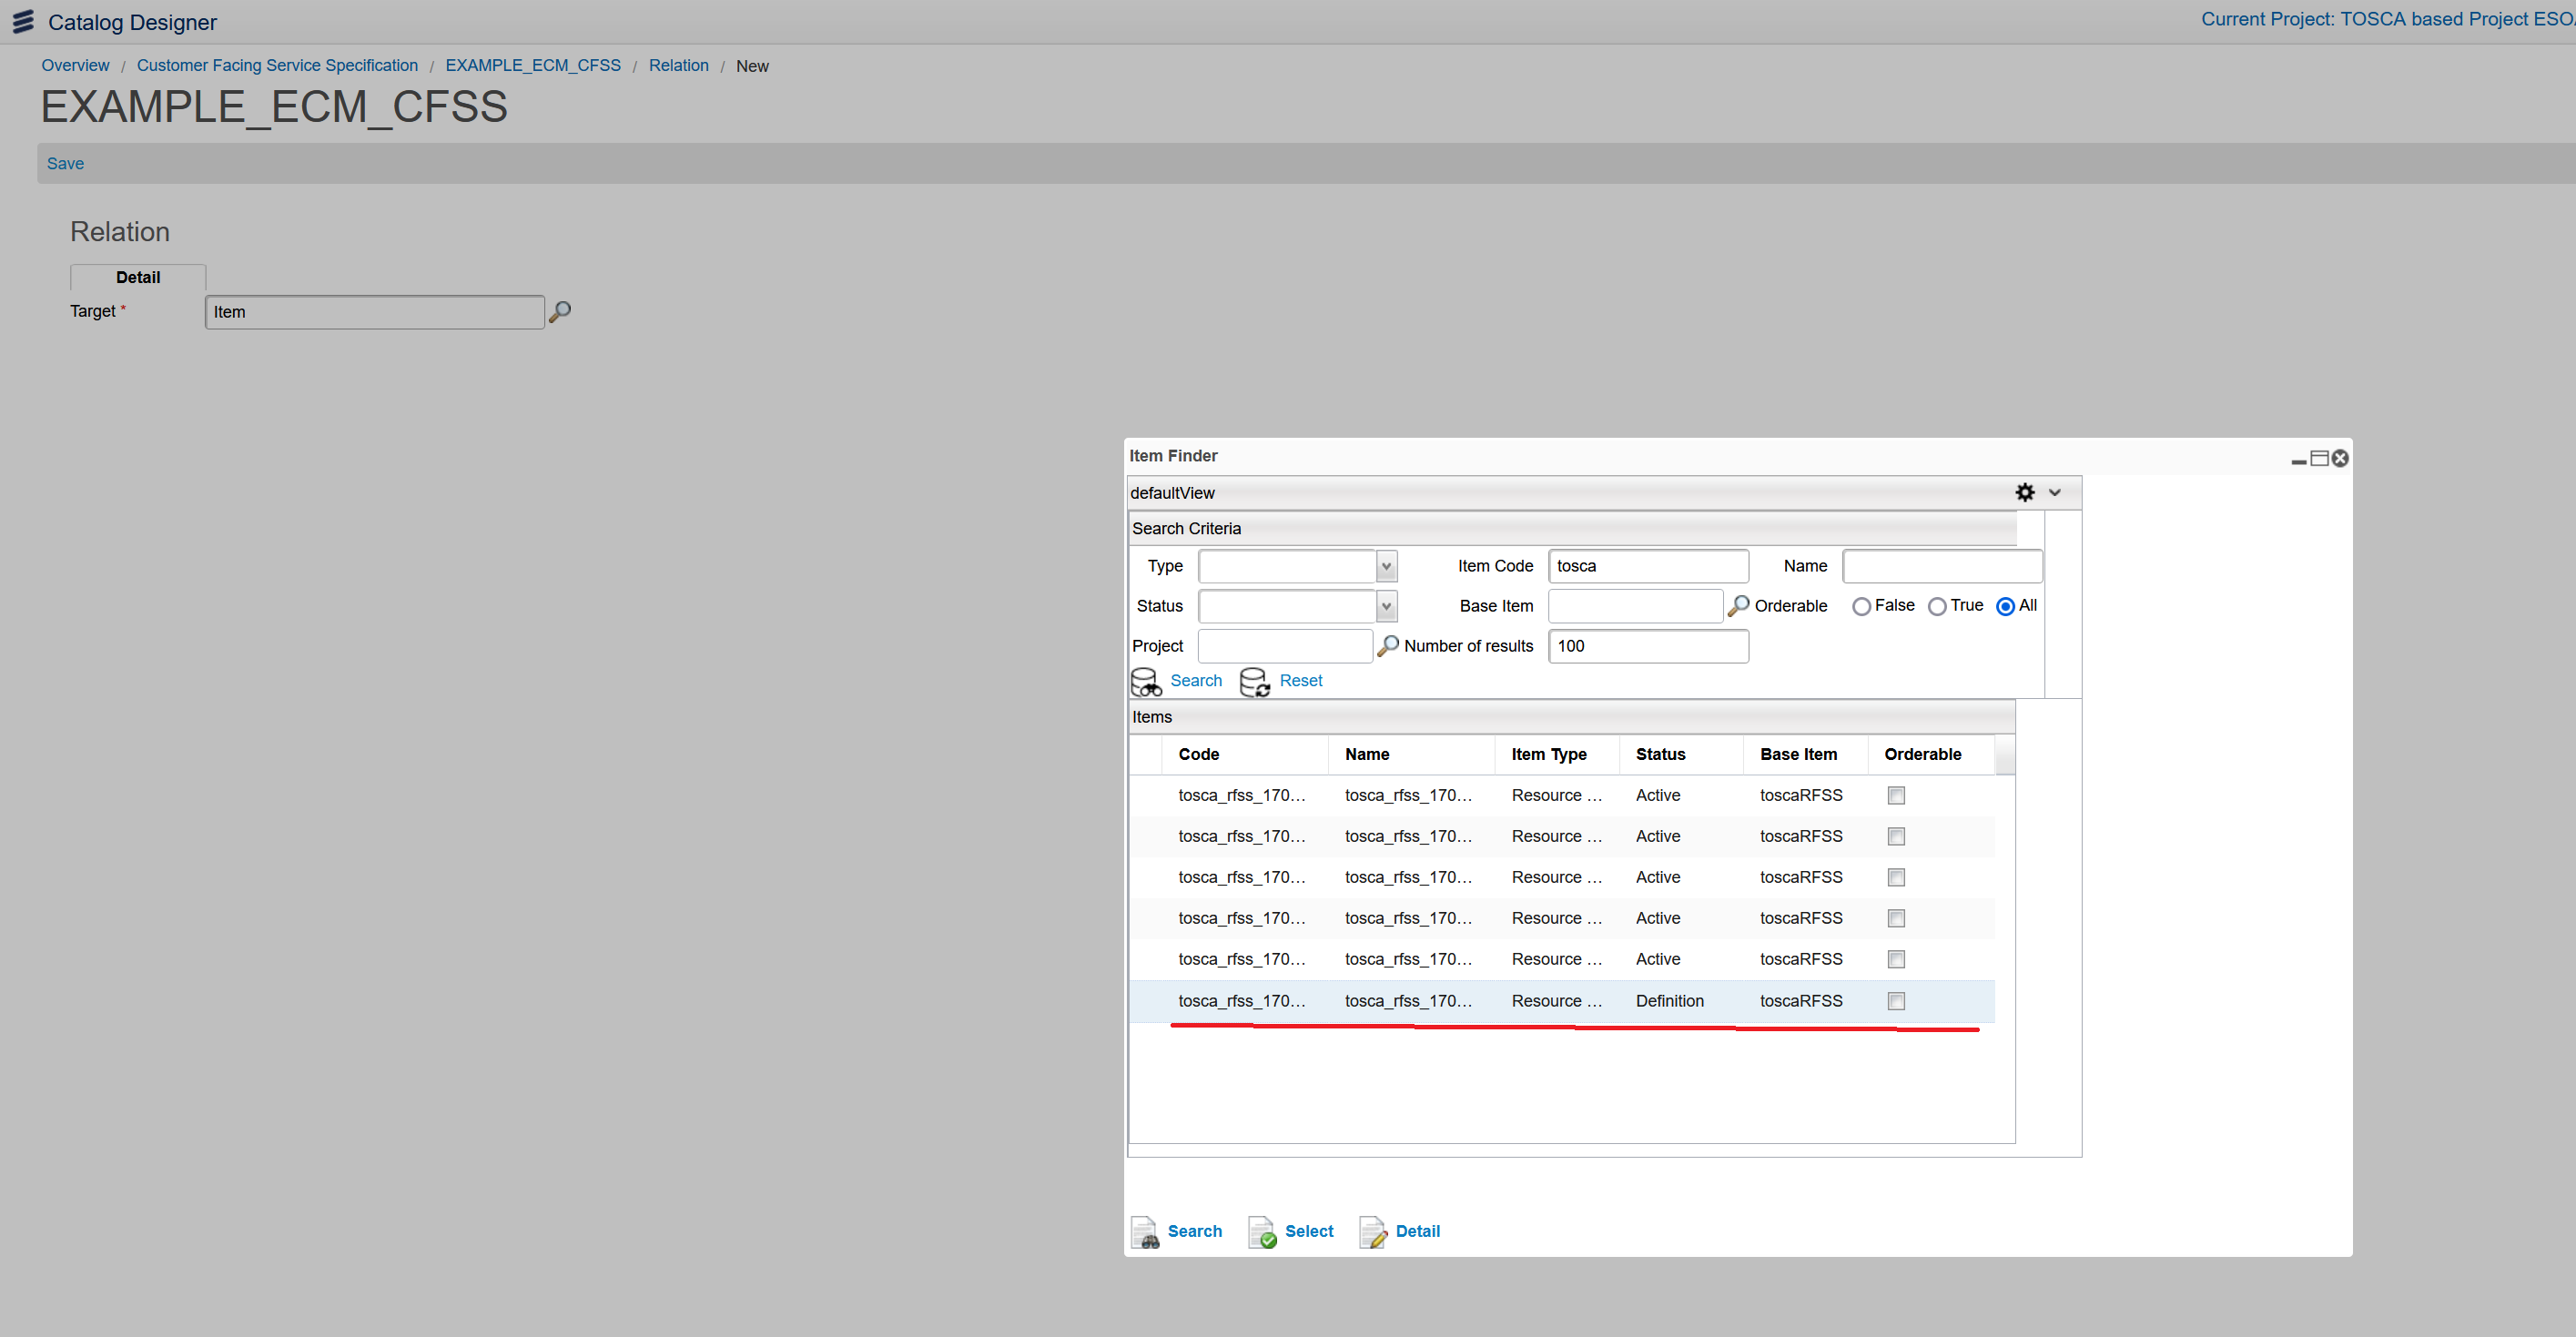 Catalog Designer
Current Project: TOSCA based Project ESO
Overview / Customer Facing Service Specification / EXAMPLE_ECM_CFSS / Relation / New
EXAMPLE_ECM_CFSS
Save
Relation
Detail
Target * Item
Item Finder
defaultView
Search Criteria
Type Item Code tosca Name
Status Base Item Orderable False True All
Project Number of results 100
Search Reset
Items
Code Name Item Type Status Base Item Orderable
tosca_rfss_170... tosca_rfss_170... Resource ... Active toscaRFSS
tosca_rfss_170... tosca_rfss_170... Resource ... Active toscaRFSS
tosca_rfss_170... tosca_rfss_170... Resource ... Active toscaRFSS
tosca_rfss_170... tosca_rfss_170... Resource ... Active toscaRFSS
tosca_rfss_170... tosca_rfss_170... Resource ... Active toscaRFSS
tosca_rfss_170... tosca_rfss_170... Resource ... Definition toscaRFSS
Search Select Detail